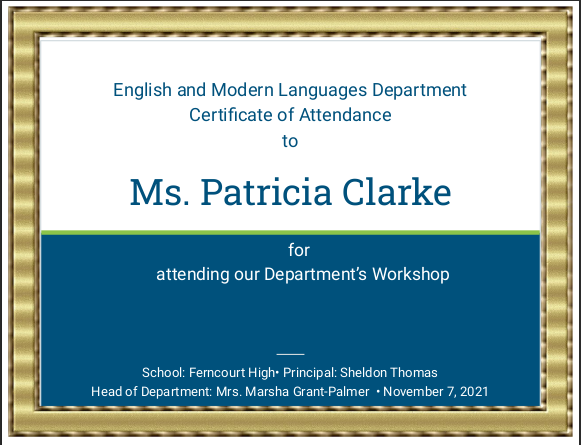 English and Modern Languages Department
Certificate of Attendance
to
Ms. Patricia Clarke
for
attending our Department's Workshop
School: Ferncourt High• Principal: Sheldon Thomas
Head of Department: Mrs. Marsha Grant-Palmer • November 7, 2021